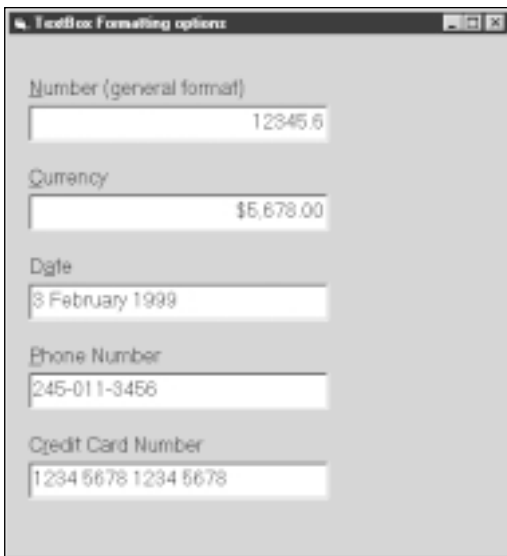 TextBox Formatting options
Number (general format)
12345.6
Currency
$5,678.00
Date
3 February 1999
Phone Number
245-011-3456
Credit Card Number
1234 5678 1234 5678